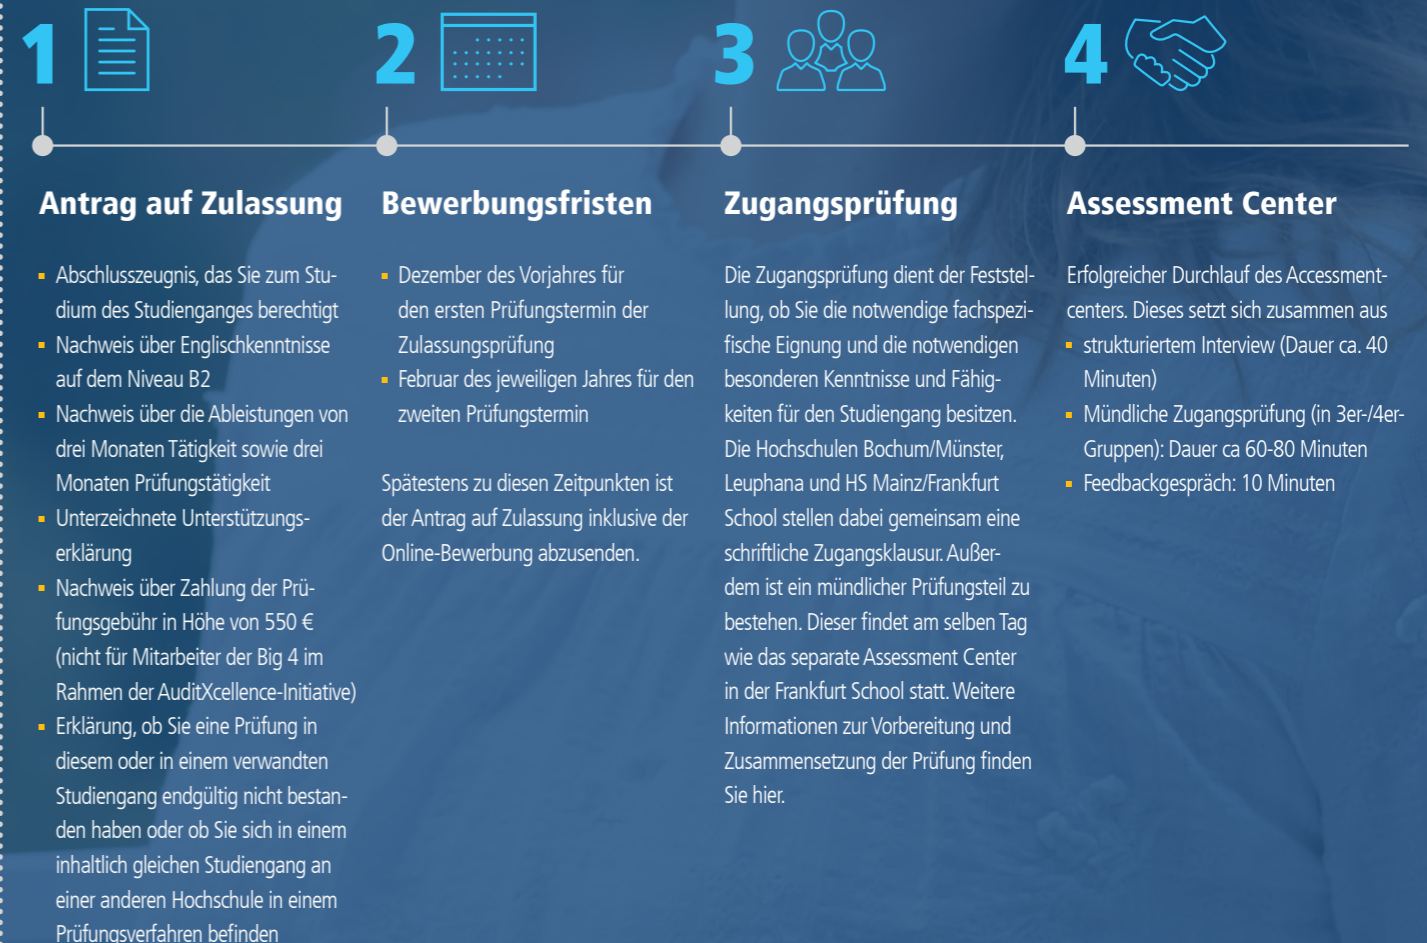 1
2
3
4
Antrag auf Zulassung
Abschlusszeugnis, das Sie zum Stu-
dium des Studienganges berechtigt
Nachweis über Englischkenntnisse
auf dem Niveau B2
Nachweis über die Ableistungen von
drei Monaten Tätigkeit sowie drei
Monaten Prüfungstätigkeit
Unterzeichnete Unterstützungs-
erklärung
Nachweis über Zahlung der Prü-
fungsgebühr in Höhe von 550 €
(nicht für Mitarbeiter der Big 4 im
Rahmen der AuditXcellence-Initiative)
Erklärung, ob Sie eine Prüfung in
diesem oder in einem verwandten
Studiengang endgültig nicht bestan-
den haben oder ob Sie sich in einem
inhaltlich gleichen Studiengang an
einer anderen Hochschule in einem
Prüfungsverfahren befinden
Bewerbungsfristen
Dezember des Vorjahres für
den ersten Prüfungstermin der
Zulassungsprüfung
Februar des jeweiligen Jahres für den
zweiten Prüfungstermin
Spätestens zu diesen Zeitpunkten ist
der Antrag auf Zulassung inklusive der
Online-Bewerbung abzusenden.
Zugangsprüfung
Die Zugangsprüfung dient der Feststel-
lung, ob Sie die notwendige fachspezi-
fische Eignung und die notwendigen
besonderen Kenntnisse und Fähig-
keiten für den Studiengang besitzen.
Die Hochschulen Bochum/Münster,
Leuphana und HS Mainz/Frankfurt
School stellen dabei gemeinsam eine
schriftliche Zugangsklausur. Außer-
dem ist ein mündlicher Prüfungsteil zu
bestehen. Dieser findet am selben Tag
wie das separate Assessment Center
in der Frankfurt School statt. Weitere
Informationen zur Vorbereitung und
Zusammensetzung der Prüfung finden
Sie hier.
Assessment Center
Erfolgreicher Durchlauf des Accessment-
centers. Dieses setzt sich zusammen aus
strukturiertem Interview (Dauer ca. 40
Minuten)
Mündliche Zugangsprüfung (in 3er-/4er-
Gruppen): Dauer ca 60-80 Minuten
Feedbackgespräch: 10 Minuten